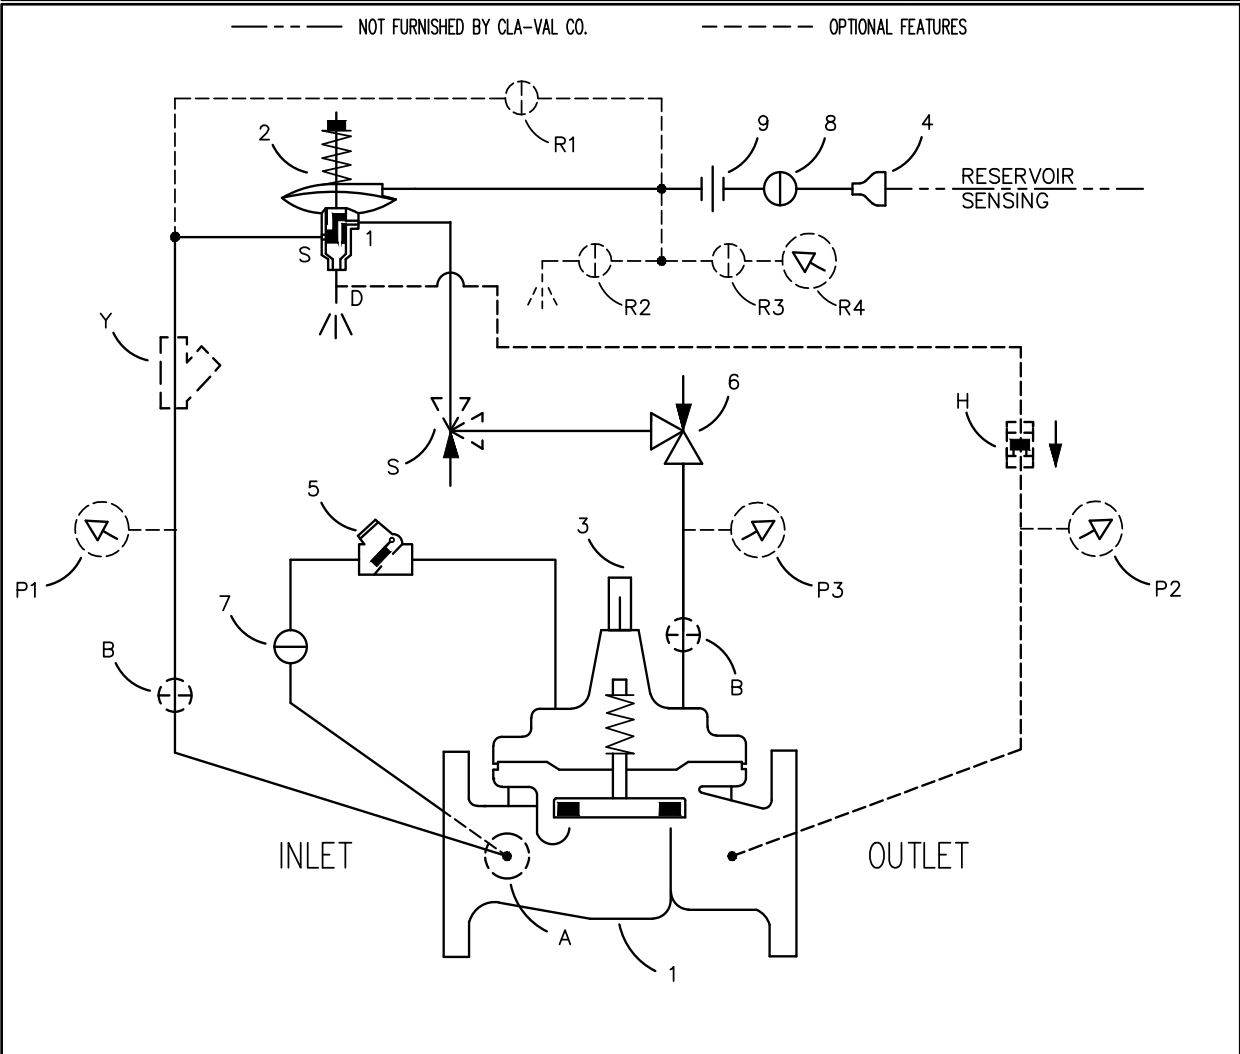 NOT FURNISHED BY CLA-VAL CO.
OPTIONAL FEATURES
R1
2
9
8
4
RESERVOIR
SENSING
1
S
D
R2
R3
R4
Y
6
H
S
5
3
P1
P3
P2
7
B
B
INLET
OUTLET
A
1